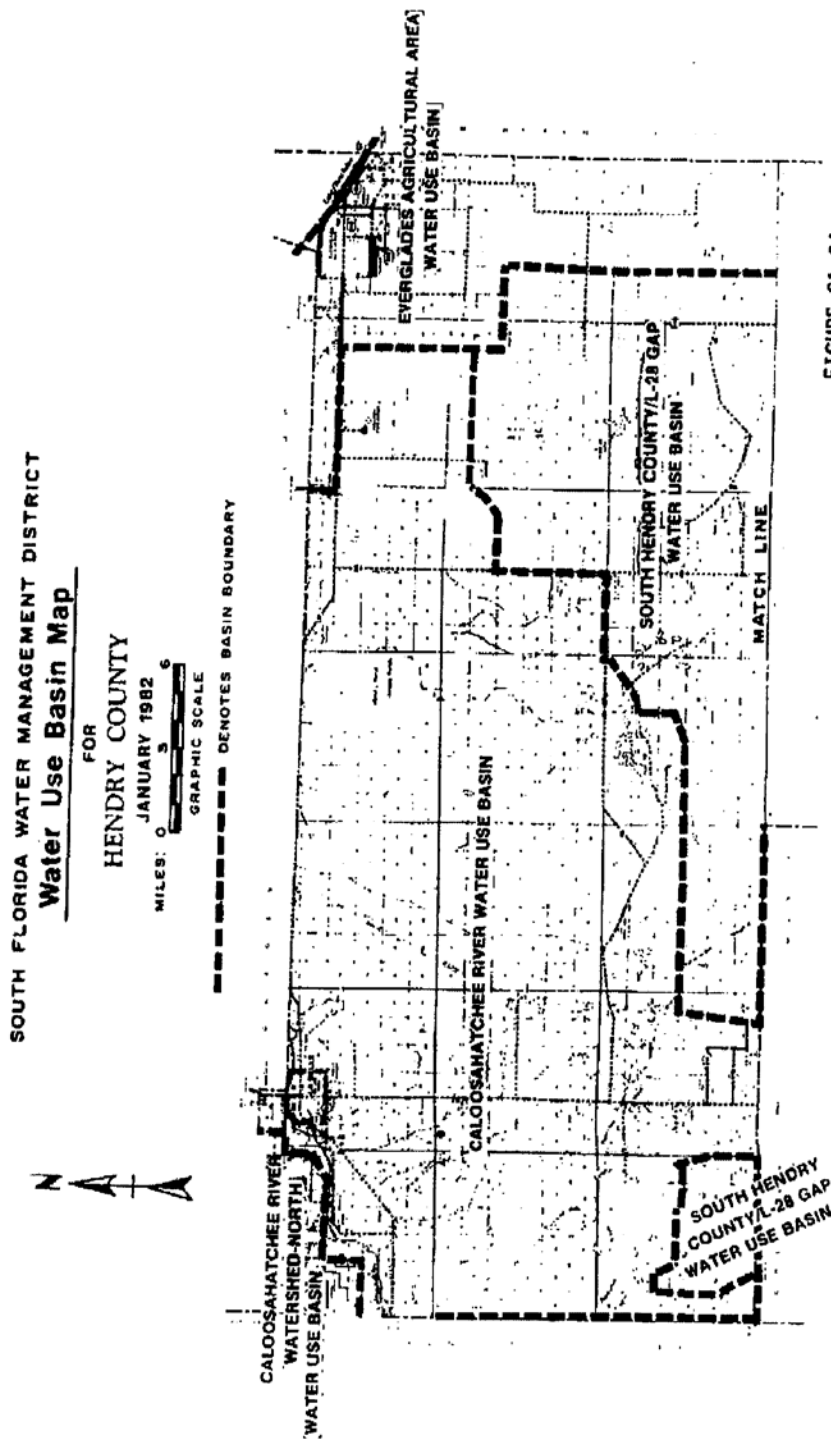 SOUTH FLORIDA WATER MANAGEMENT DISTRICT
Water Use Basin Map
FOR
HENDRY COUNTY
JANUARY 1982
MILES: 0 3 6
GRAPHIC SCALE
DENOTES BASIN BOUNDARY
N
CALOOSAHATCHEE RIVER
WATERSHED-NORTH
WATER USE BASIN
EVERGLADES AGRICULTURAL AREA
WATER USE BASIN
CALOOSAHATCHEE RIVER WATER USE BASIN
SOUTH HENDRY COUNTY/L-28 GAP
WATER USE BASIN
SOUTH HENDRY
COUNTY/L-28 GAP
WATER USE BASIN
MATCH LINE
FIGURE